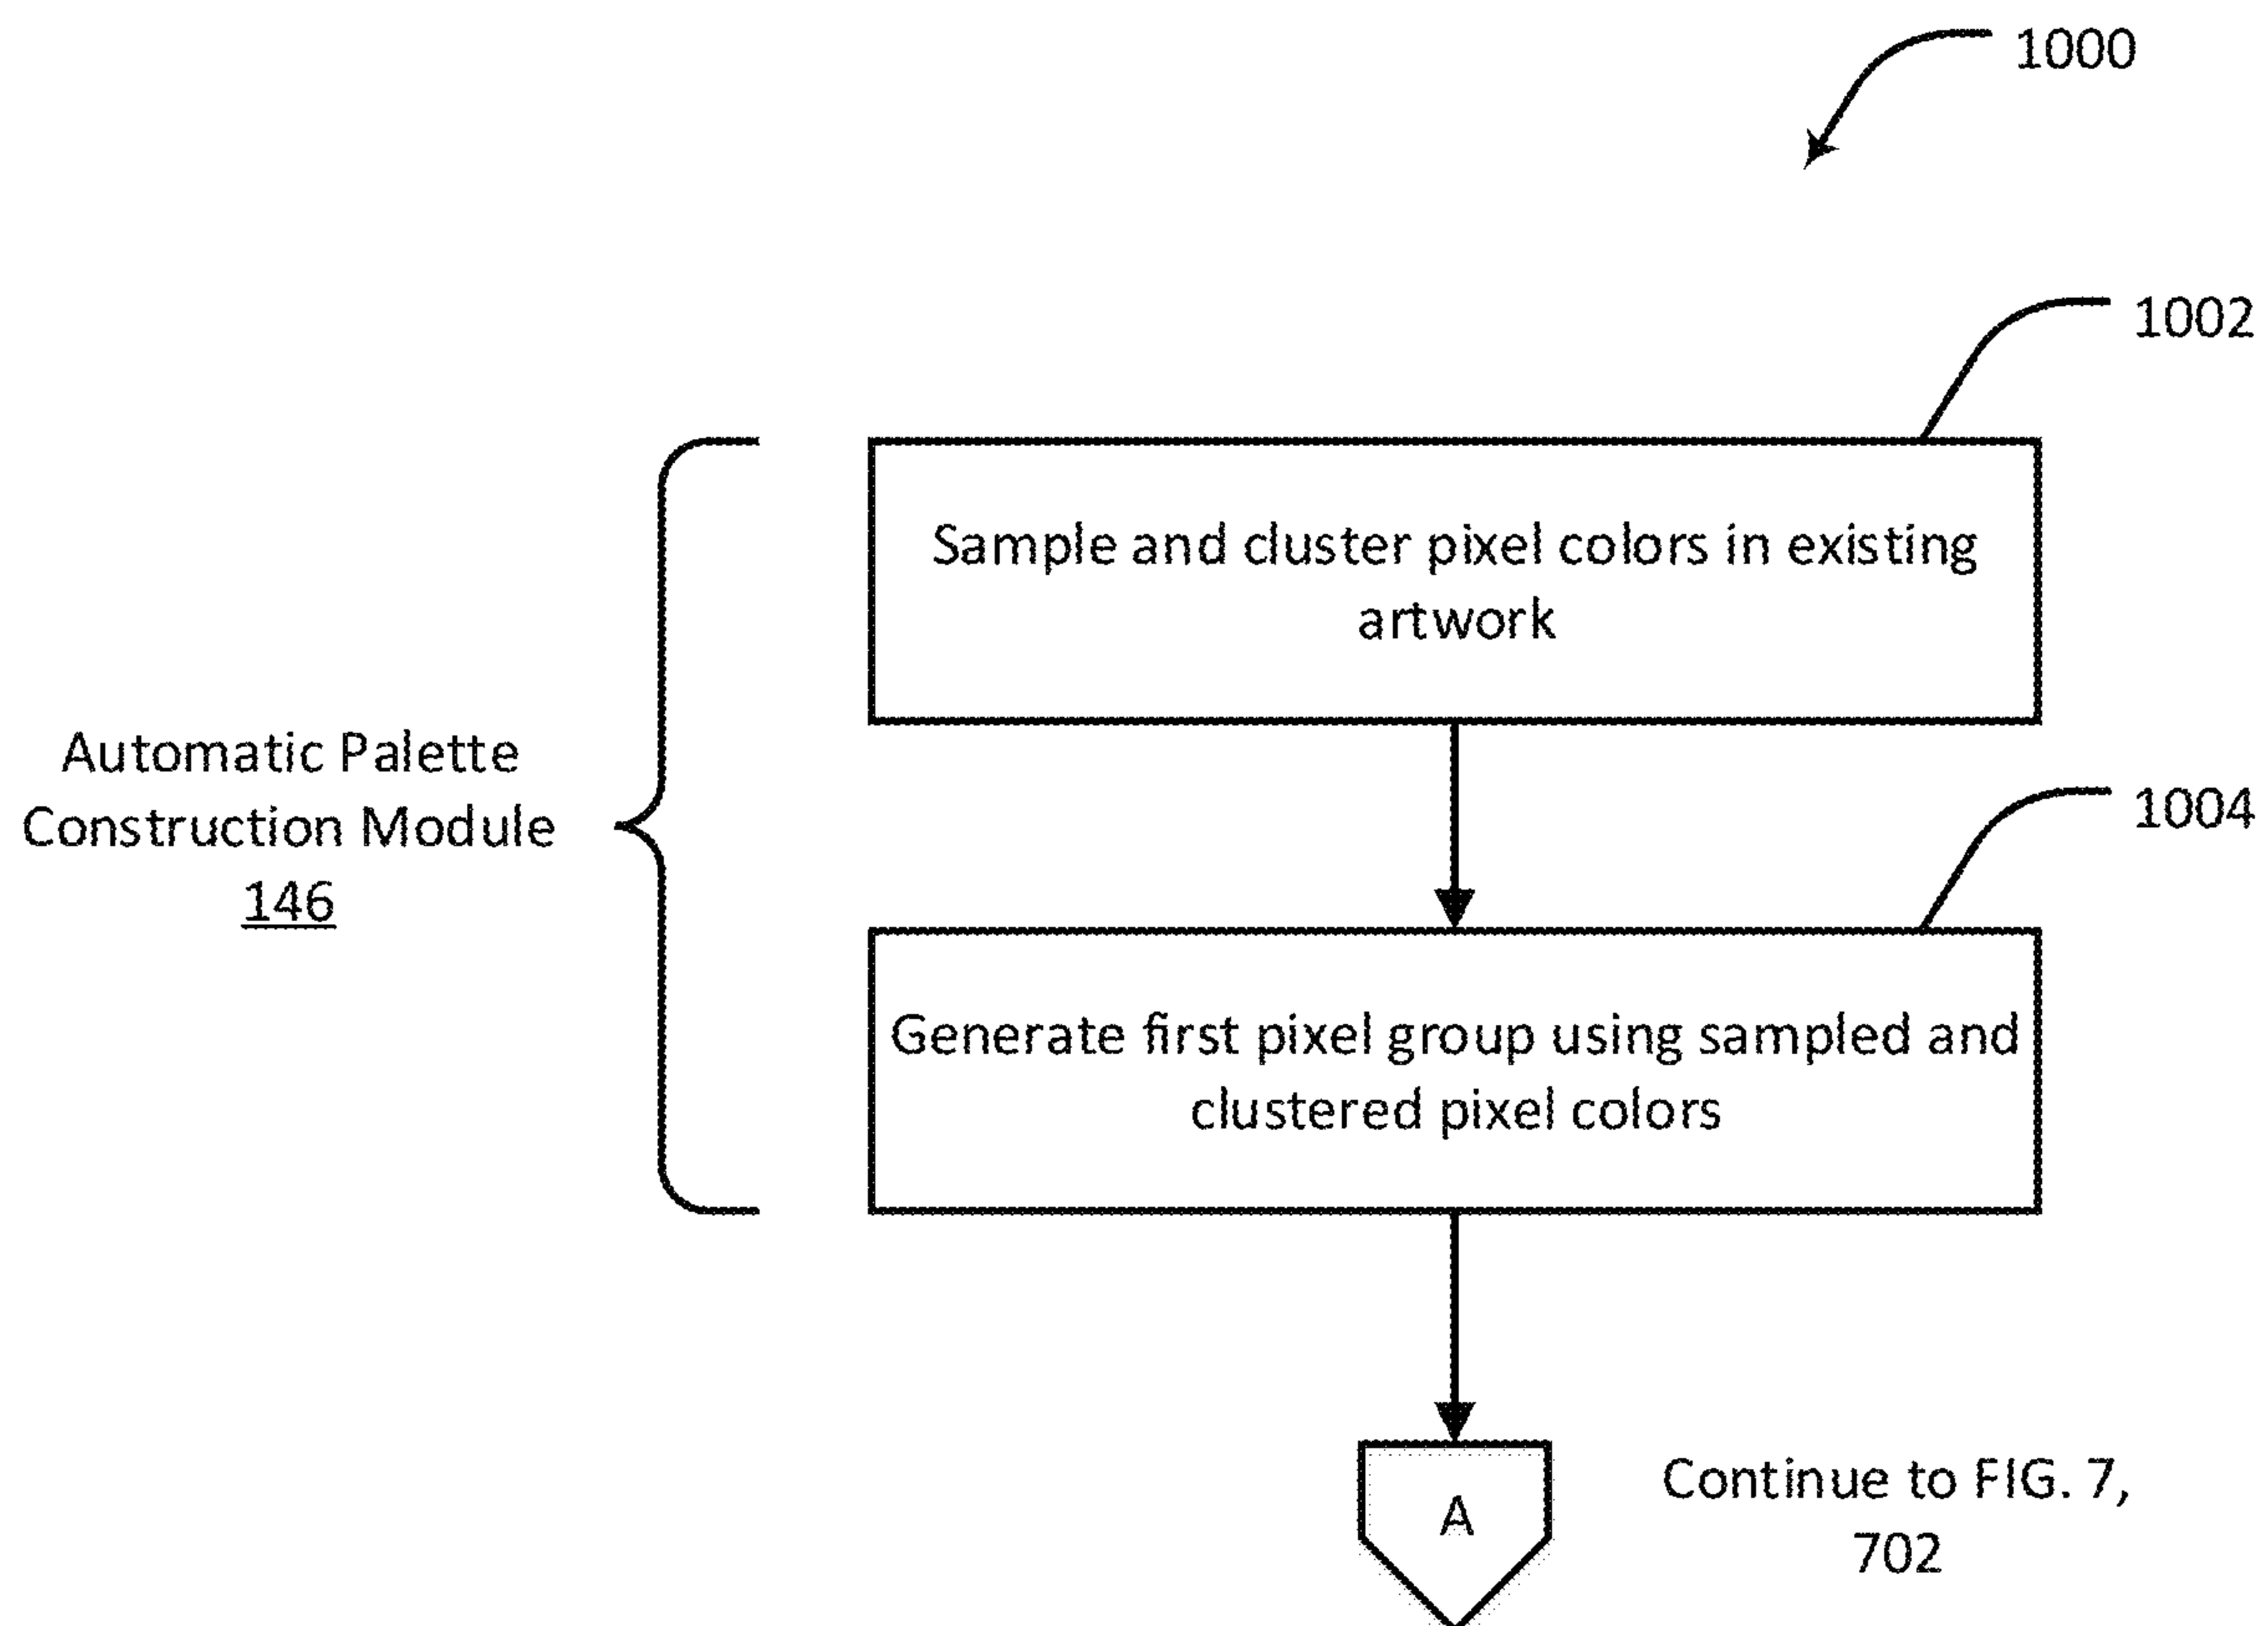 1000
1002
Sample and cluster pixel colors in existing
artwork
Automatic Palette
Construction Module
146
1004
Generate first pixel group using sampled and
clustered pixel colors
A
Continue to FIG. 7,
702